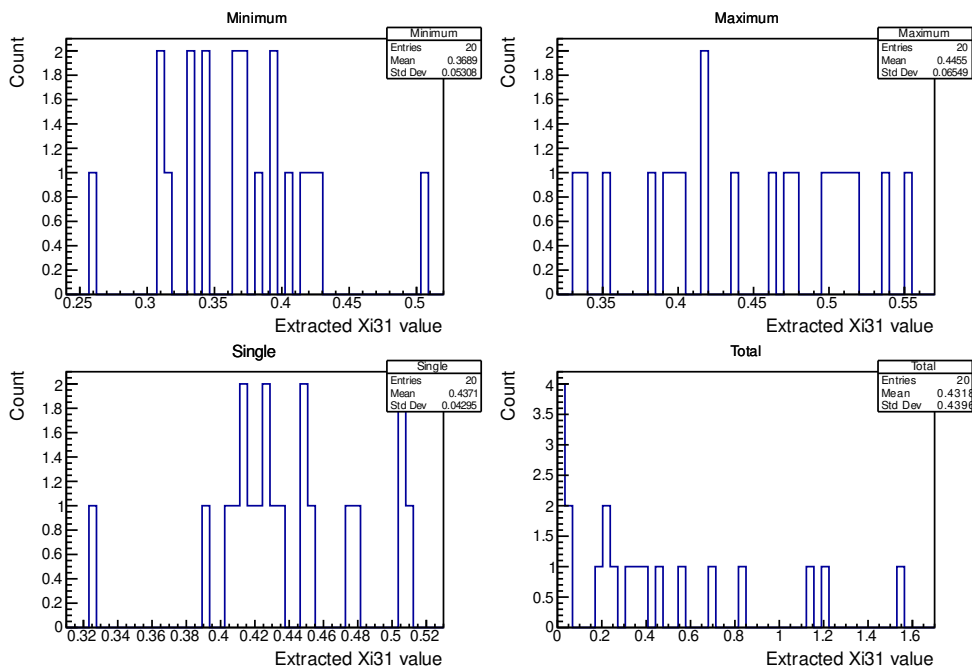 Minimum
Count
2
1.8
1.6
1.4
1.2
1
0.8
0.6
0.4
0.2
0
0.25 0.3 0.35 0.4 0.45 0.5
Extracted Xi31 value
Minimum
Entries 20
Mean 0.3689
Std Dev 0.05308
Maximum
Count
2
1.8
1.6
1.4
1.2
1
0.8
0.6
0.4
0.2
0
0.35 0.4 0.45 0.5 0.55
Extracted Xi31 value
Maximum
Entries 20
Mean 0.4455
Std Dev 0.06549
Single
Count
2
1.8
1.6
1.4
1.2
1
0.8
0.6
0.4
0.2
0
0.32 0.34 0.36 0.38 0.4 0.42 0.44 0.46 0.48 0.5 0.52
Extracted Xi31 value
Single
Entries 20
Mean 0.4371
Std Dev 0.04295
Total
Count
4
3.5
3
2.5
2
1.5
1
0.5
0
0 0.2 0.4 0.6 0.8 1 1.2 1.4 1.6
Extracted Xi31 value
Total
Entries 20
Mean 0.4318
Std Dev 0.4396